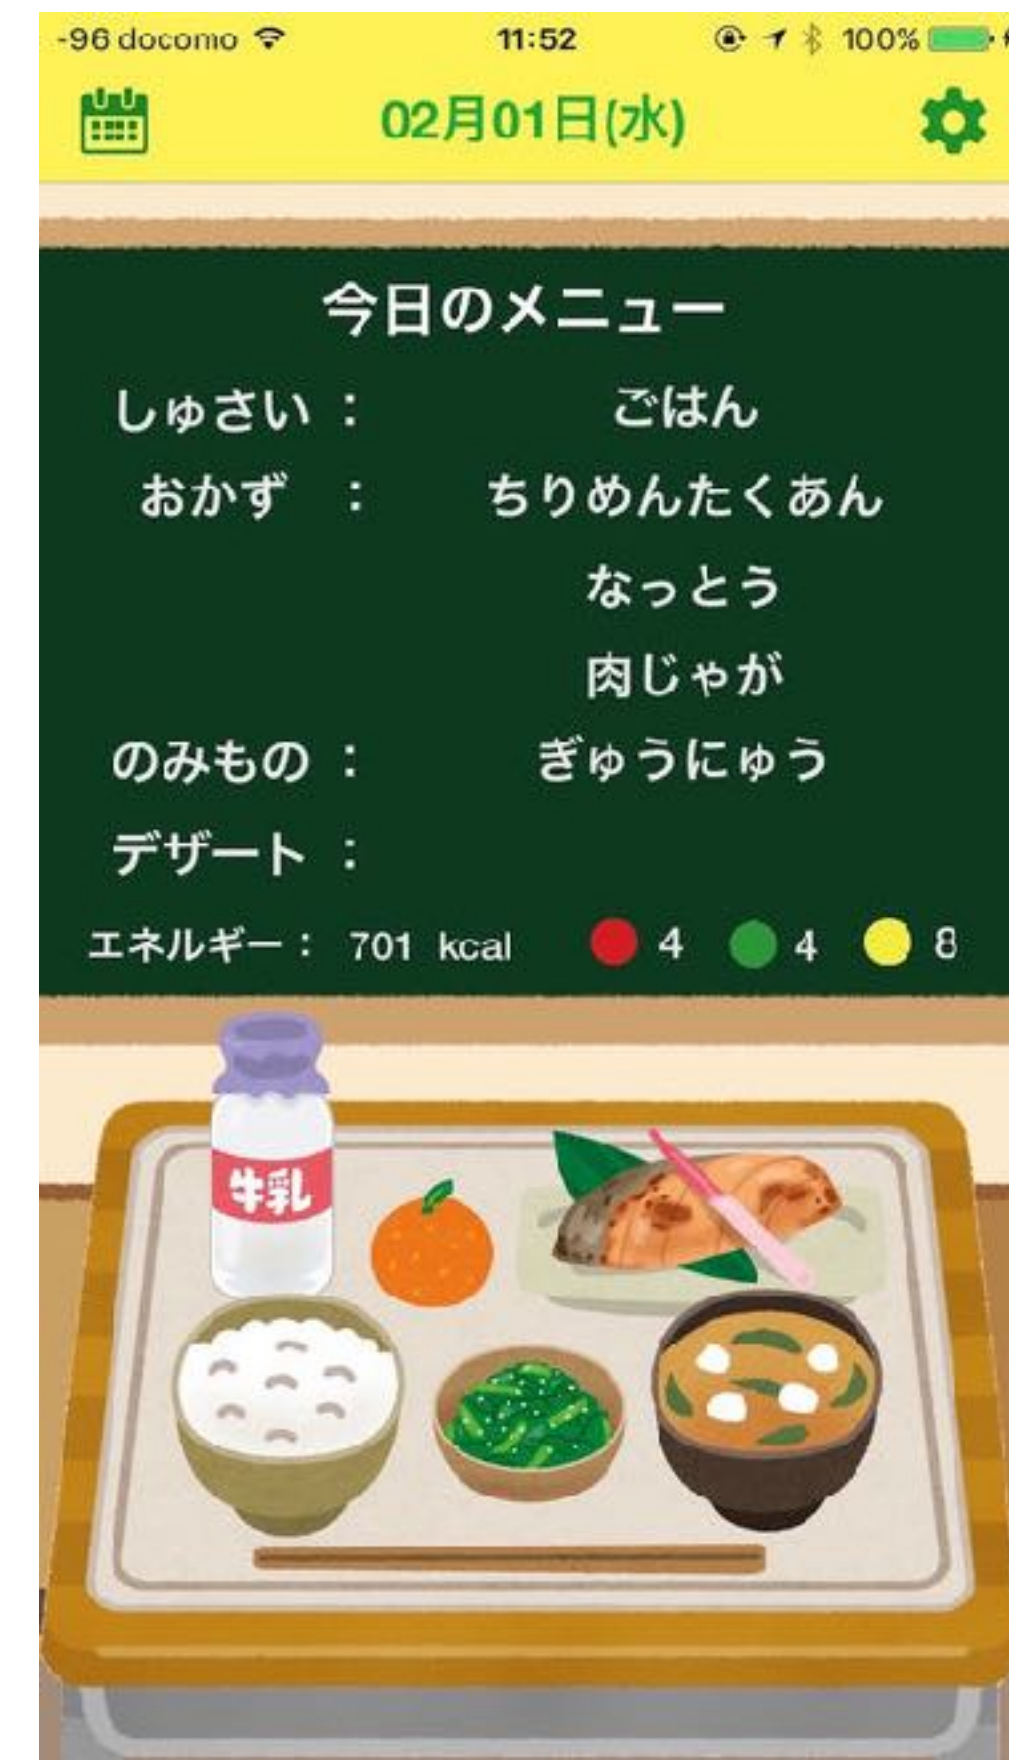 -96 docomo 11:52 100%
02月01日(水)
今日のメニュー
しゅさい : ごはん
おかず : ちりめんたくあん
なっとう
肉じゃが
のみもの : ぎゅうにゅう
デザート :
エネルギー : 701 kcal 4 4 8
牛乳